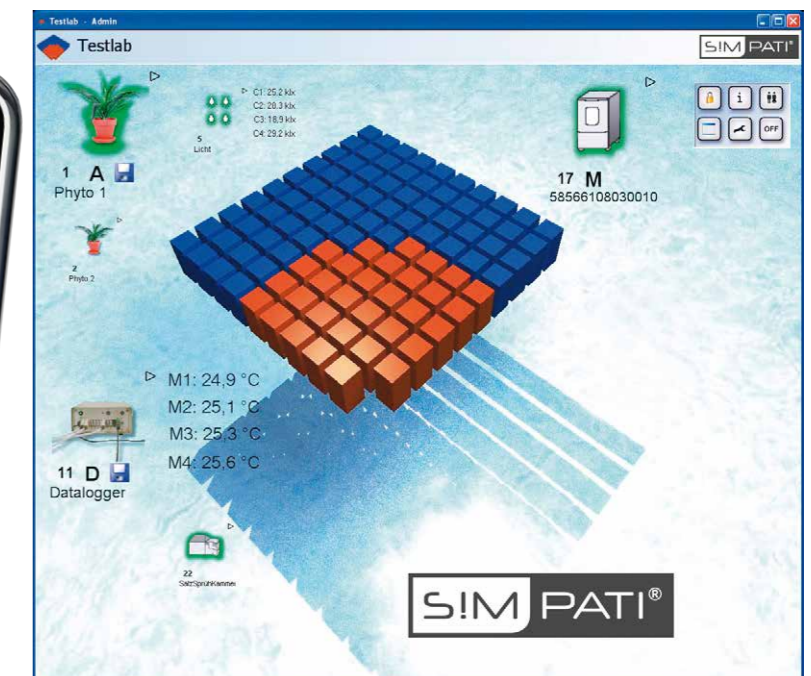 Testlab - Admin
Testlab
S!MPATI®
C1: 25.2 klx
C2: 28.3 klx
C3: 18,9 klx
C4: 29.2 klx
5
Licht
1 A
Phyto 1
17 M
58566108030010
i
OFF
2
Phyto 2
M1: 24,9 °C
M2: 25,1 °C
M3: 25,3 °C
M4: 25,6 °C
11 D
Datalogger
22
SalzSprühKammer
S!MPATI®